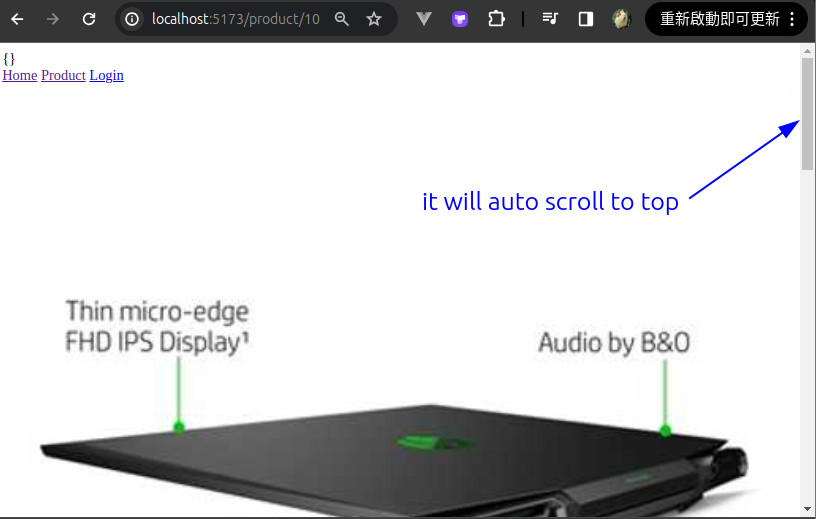 localhost:5173/product/10
重新啟動即可更新
{}
Home Product Login
it will auto scroll to top
Thin micro-edge
FHD IPS Display¹
Audio by B&O